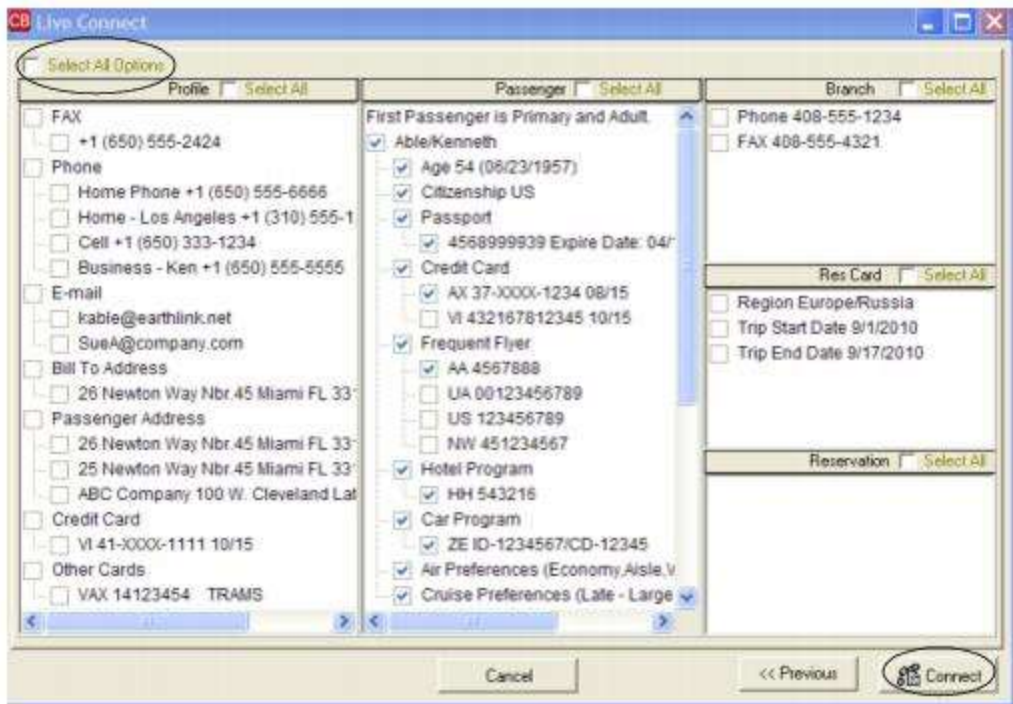 CB Live Connect
Select All Options
Profile Select All
FAX
+1 (650) 555-2424
Phone
Home Phone +1 (650) 555-6666
Home - Los Angeles +1 (310) 555-1
Cell +1 (650) 333-1234
Business - Ken +1 (650) 555-5555
E-mail
kable@earthlink.net
SueA@company.com
Bill To Address
26 Newton Way Nbr.45 Miami FL 331
Passenger Address
26 Newton Way Nbr.45 Miami FL 331
25 Newton Way Nbr.45 Miami FL 331
ABC Company 100 W. Cleveland Lat
Credit Card
VI 41-XXXX-1111 10/15
Other Cards
VAX 14123454 TRAMS
Passenger Select All
First Passenger is Primary and Adult.
Able/Kenneth
Age 54 (06/23/1957)
Citizenship US
Passport
4568999939 Expire Date: 04/
Credit Card
AX 37-XXXX-1234 08/15
VI 432167812345 10/15
Frequent Flyer
AA 4567888
UA 00123456789
US 123456789
NW 451234567
Hotel Program
HH 543216
Car Program
ZE ID-1234567/CD-12345
Air Preferences (Economy,Aisle,V
Cruise Preferences (Late - Large
Branch Select All
Phone 408-555-1234
FAX 408-555-4321
Res Card Select All
Region Europe/Russia
Trip Start Date 9/1/2010
Trip End Date 9/17/2010
Reservation Select All
Cancel
<< Previous
Connect